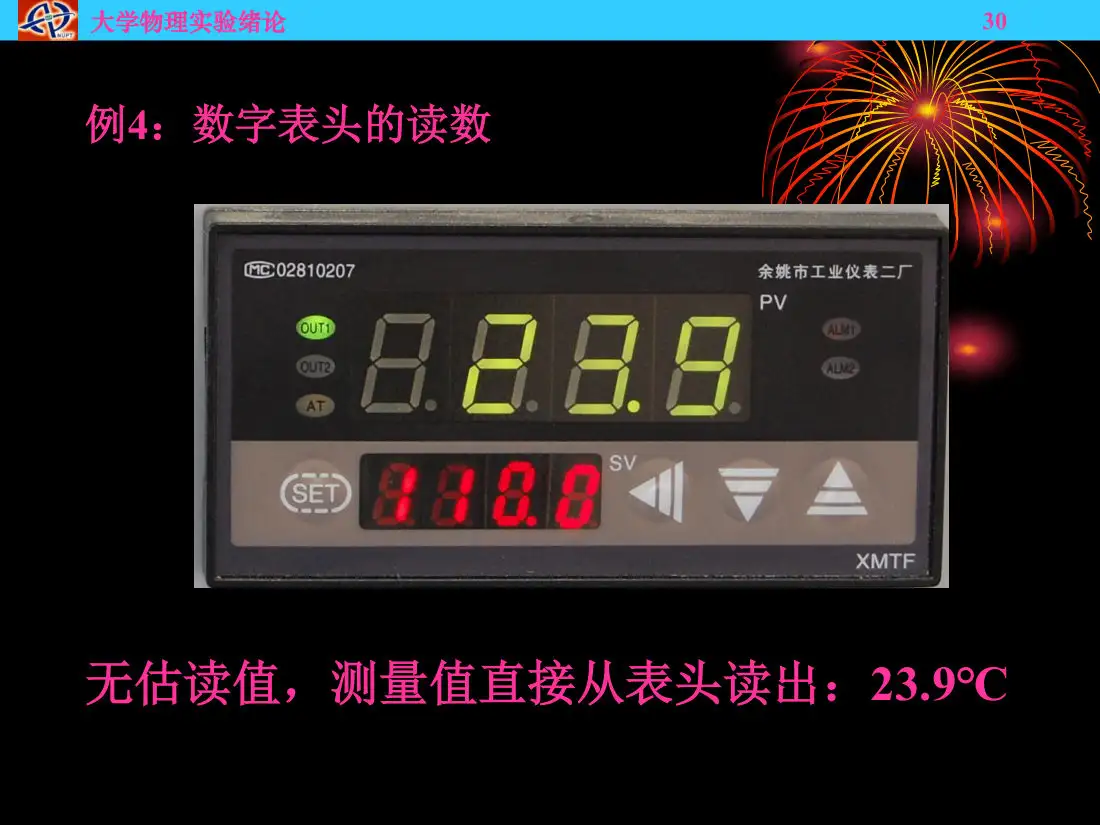 大学物理实验绪论 30
NUPT
例4：数字表头的读数
MC 02810207 余姚市工业仪表二厂
PV
OUT1 23.9 ALM1
OUT2 ALM2
AT
SET 110.0 SV
XMTF
无估读值，测量值直接从表头读出：23.9℃